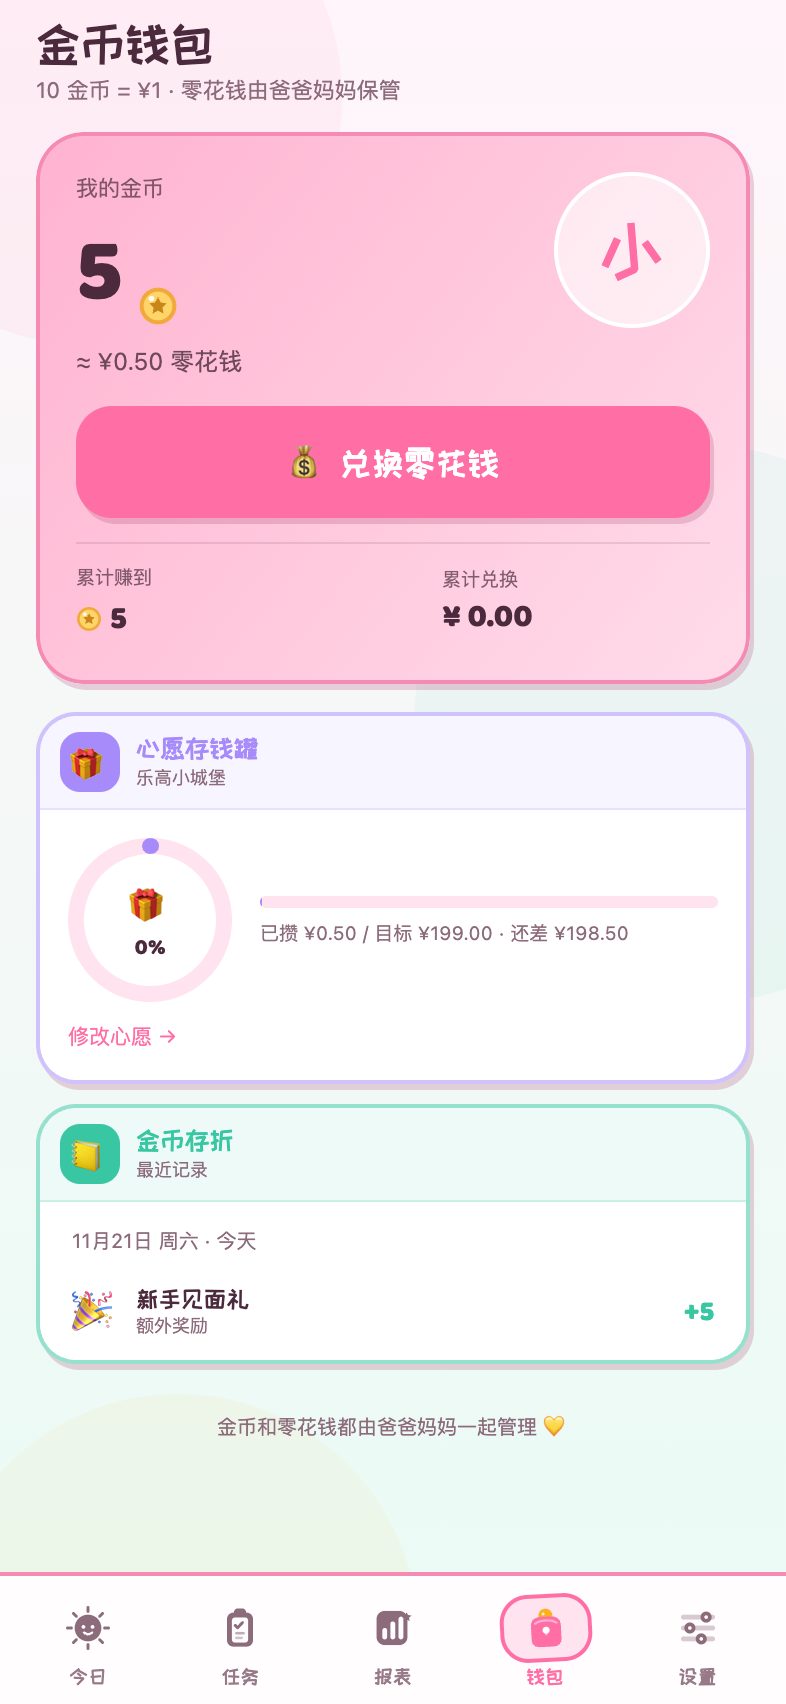 金币钱包
10 金币 = ¥1 · 零花钱由爸爸妈妈保管
我的金币
小
5
≈ ¥0.50 零花钱
兑换零花钱
累计赚到
5
累计兑换
¥ 0.00
心愿存钱罐
乐高小城堡
0%
已攒 ¥0.50 / 目标 ¥199.00 · 还差 ¥198.50
修改心愿 →
金币存折
最近记录
11月21日 周六 · 今天
新手见面礼
额外奖励
+5
金币和零花钱都由爸爸妈妈一起管理 💛
今日
任务
报表
钱包
设置